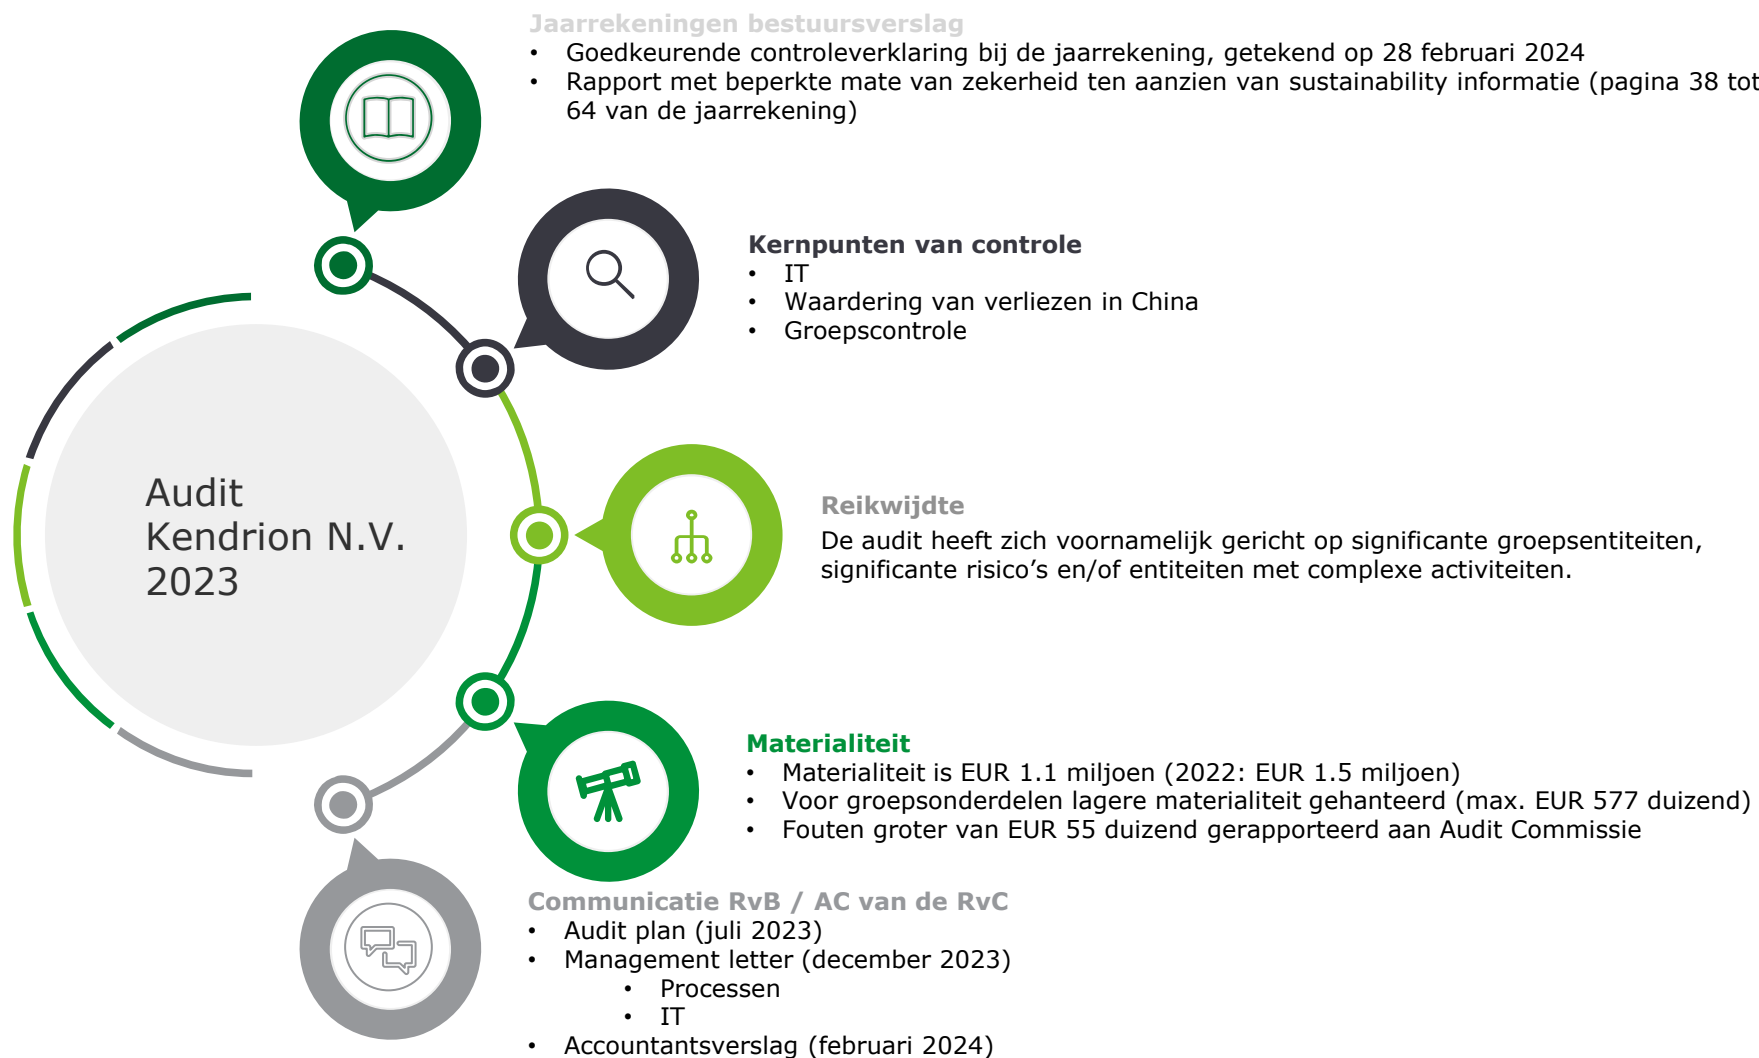 Jaarrekeningen bestuursverslag
• Goedkeurende controleverklaring bij de jaarrekening, getekend op 28 februari 2024
• Rapport met beperkte mate van zekerheid ten aanzien van sustainability informatie (pagina 38 tot
64 van de jaarrekening)
Kernpunten van controle
• IT
• Waardering van verliezen in China
• Groepscontrole
Audit
Kendrion N.V.
2023
Reikwijdte
De audit heeft zich voornamelijk gericht op significante groepsentiteiten,
significante risico’s en/of entiteiten met complexe activiteiten.
Materialiteit
• Materialiteit is EUR 1.1 miljoen (2022: EUR 1.5 miljoen)
• Voor groepsonderdelen lagere materialiteit gehanteerd (max. EUR 577 duizend)
• Fouten groter van EUR 55 duizend gerapporteerd aan Audit Commissie
Communicatie RvB / AC van de RvC
• Audit plan (juli 2023)
• Management letter (december 2023)
• Processen
• IT
• Accountantsverslag (februari 2024)